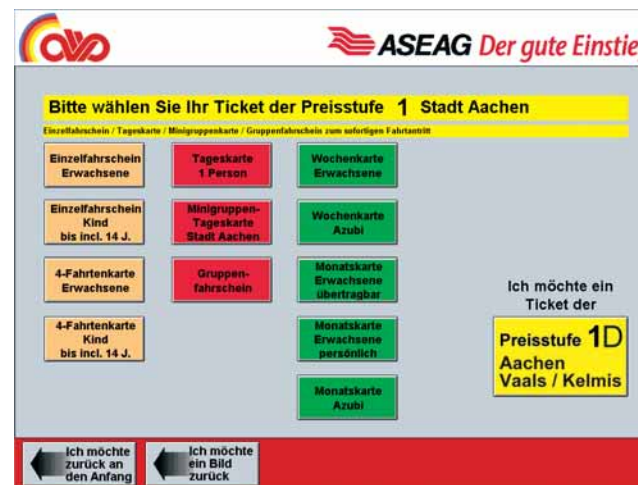 avv
ASEAG Der gute Einstie
Bitte wählen Sie Ihr Ticket der Preisstufe 1 Stadt Aachen
Einzelfahrschein / Tageskarte / Minigruppenkarte / Gruppenfahrschein zum sofortigen Fahrtantritt
Einzelfahrschein
Erwachsene
Tageskarte
1 Person
Wochenkarte
Erwachsene
Einzelfahrschein
Kind
bis incl. 14 J.
Minigruppen-
Tageskarte
Stadt Aachen
Wochenkarte
Azubi
4-Fahrtenkarte
Erwachsene
Gruppen-
fahrschein
Monatskarte
Erwachsene
übertragbar
4-Fahrtenkarte
Kind
bis incl. 14 J.
Monatskarte
Erwachsene
persönlich
Monatskarte
Azubi
Ich möchte ein
Ticket der
Preisstufe 1D
Aachen
Vaals / Kelmis
Ich möchte
zurück an
den Anfang
Ich möchte
ein Bild
zurück